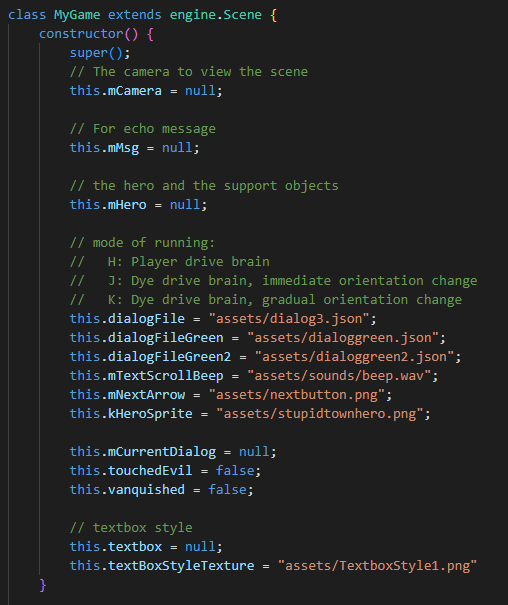 class MyGame extends engine.Scene {
    constructor() {
        super();
        // The camera to view the scene
        this.mCamera = null;

        // For echo message
        this.mMsg = null;

        // the hero and the support objects
        this.mHero = null;

        // mode of running:
        //   H: Player drive brain
        //   J: Dye drive brain, immediate orientation change
        //   K: Dye drive brain, gradual orientation change
        this.dialogFile = "assets/dialog3.json";
        this.dialogFileGreen = "assets/dialoggreen.json";
        this.dialogFileGreen2 = "assets/dialoggreen2.json";
        this.mTextScrollBeep = "assets/sounds/beep.wav";
        this.mNextArrow = "assets/nextbutton.png";
        this.kHeroSprite = "assets/stupidtownhero.png";

        this.mCurrentDialog = null;
        this.touchedEvil = false;
        this.vanquished = false;

        // textbox style
        this.textbox = null;
        this.textBoxStyleTexture = "assets/TextboxStyle1.png"
    }